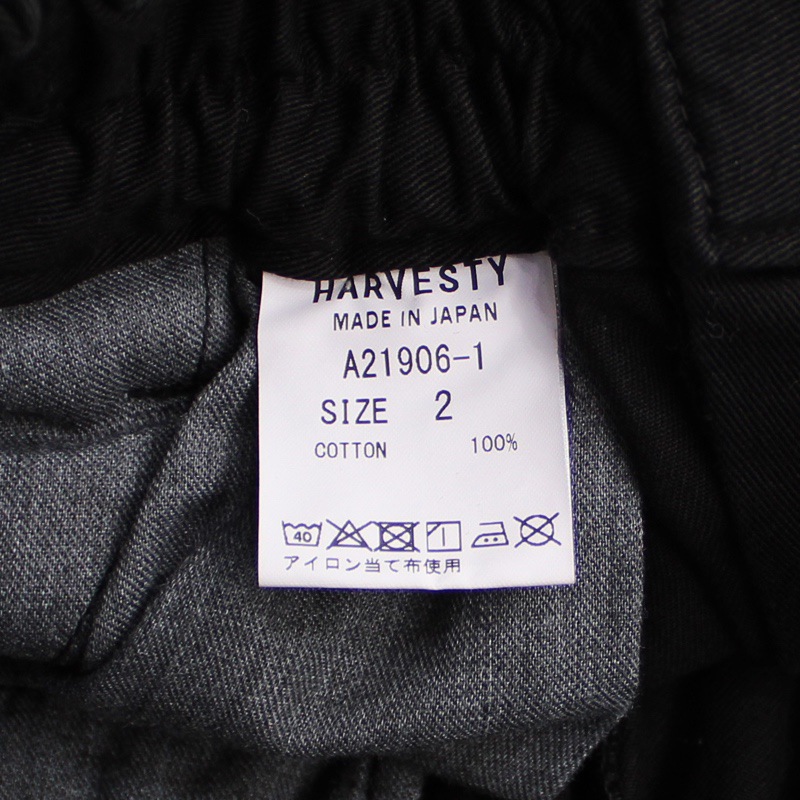 HARVESTY
MADE IN JAPAN
A21906-1
SIZE 2
COTTON 100%
40
アイロン当て布使用